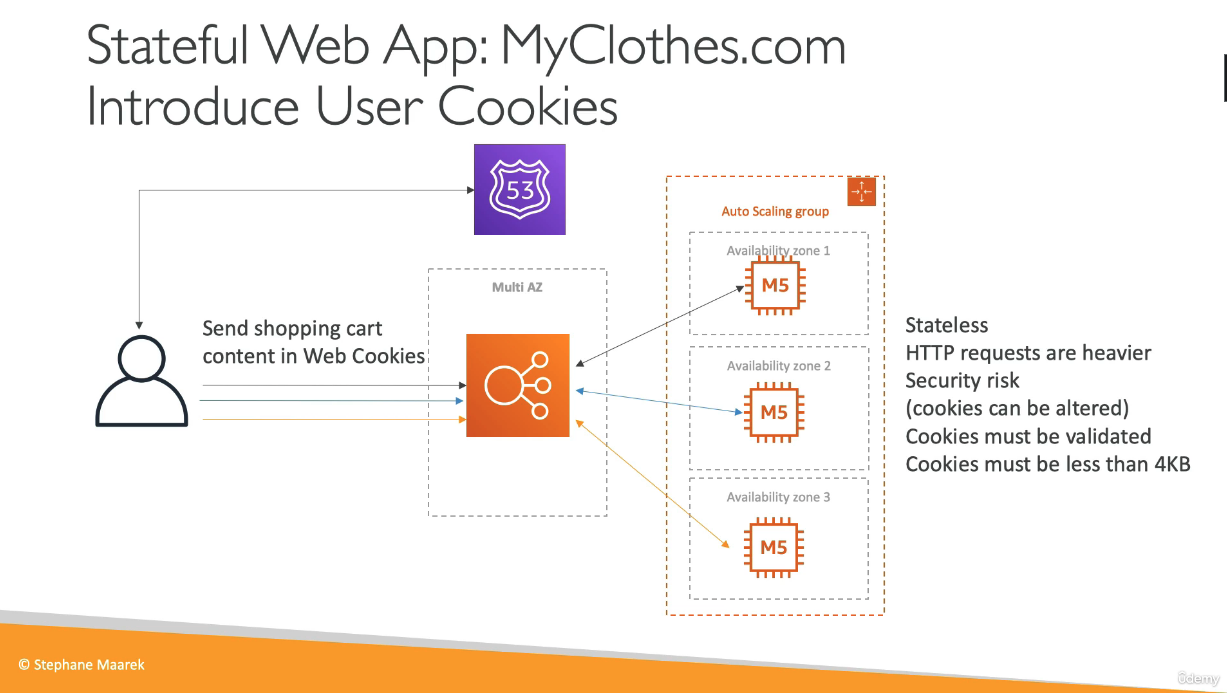 Stateful Web App: MyClothes.com
Introduce User Cookies
53
Auto Scaling group
Availability zone 1
M5
Multi AZ
Send shopping cart
content in Web Cookies
Availability zone 2
M5
Availability zone 3
M5
Stateless
HTTP requests are heavier
Security risk
(cookies can be altered)
Cookies must be validated
Cookies must be less than 4KB
© Stephane Maarek
ûdemy